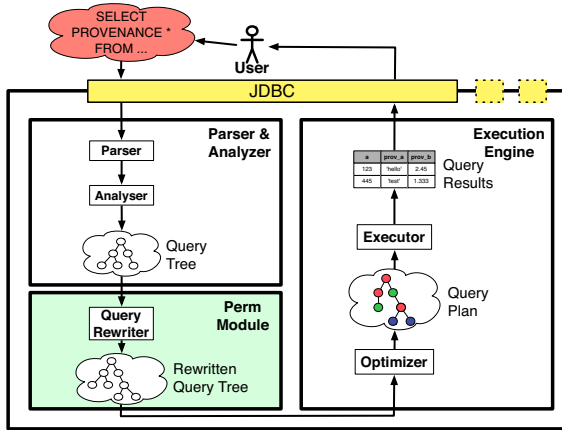 SELECT
PROVENANCE *
FROM ...
User
JDBC
Parser &
Analyzer
Parser
Analyser
Query
Tree
Perm
Module
Query
Rewriter
Rewritten
Query Tree
Execution
Engine
a prov_a prov_b
123 'hello' 2.45
445 'test' 1.333
Query
Results
Executor
Query
Plan
Optimizer